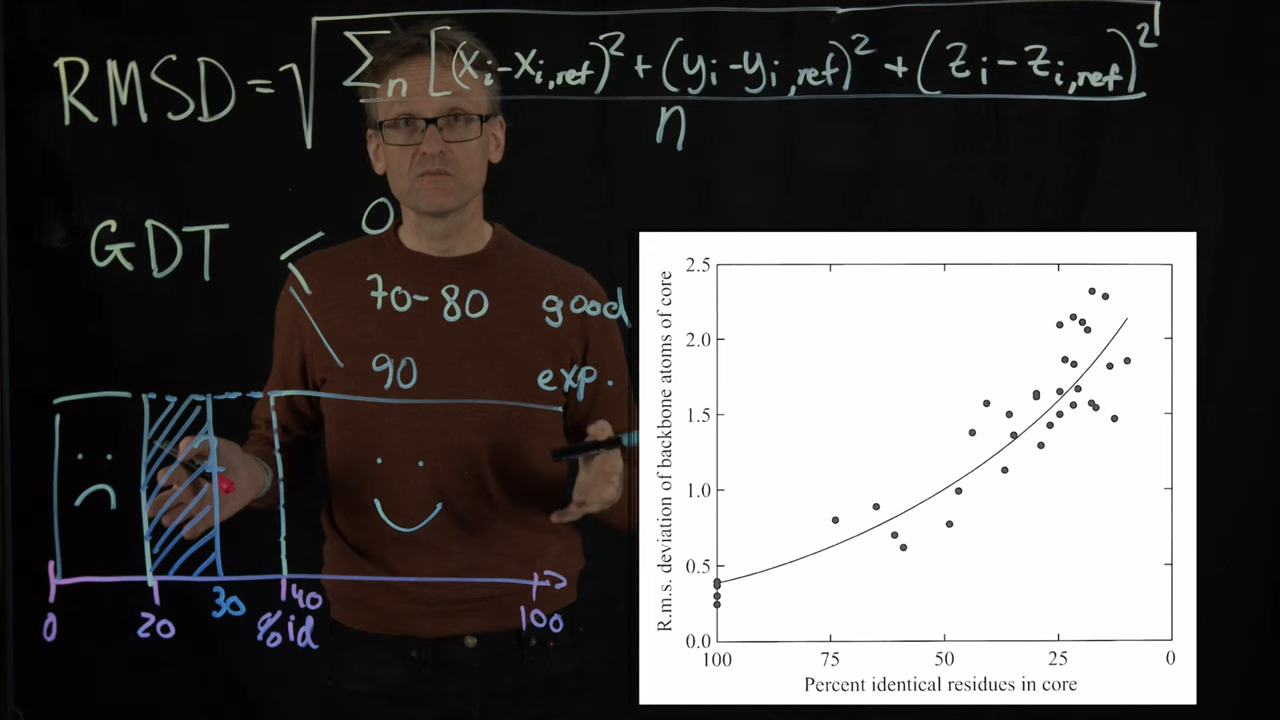 RMSD = √ Σn [(xi-xi,ref)² + (yi-yi,ref)² + (zi-zi,ref)²]
n
GDT
0
70-80 good
90 exp.
0 20 30 40 100
% id
R.m.s. deviation of backbone atoms of core
2.5
2.0
1.5
1.0
0.5
0.0
100 75 50 25 0
Percent identical residues in core